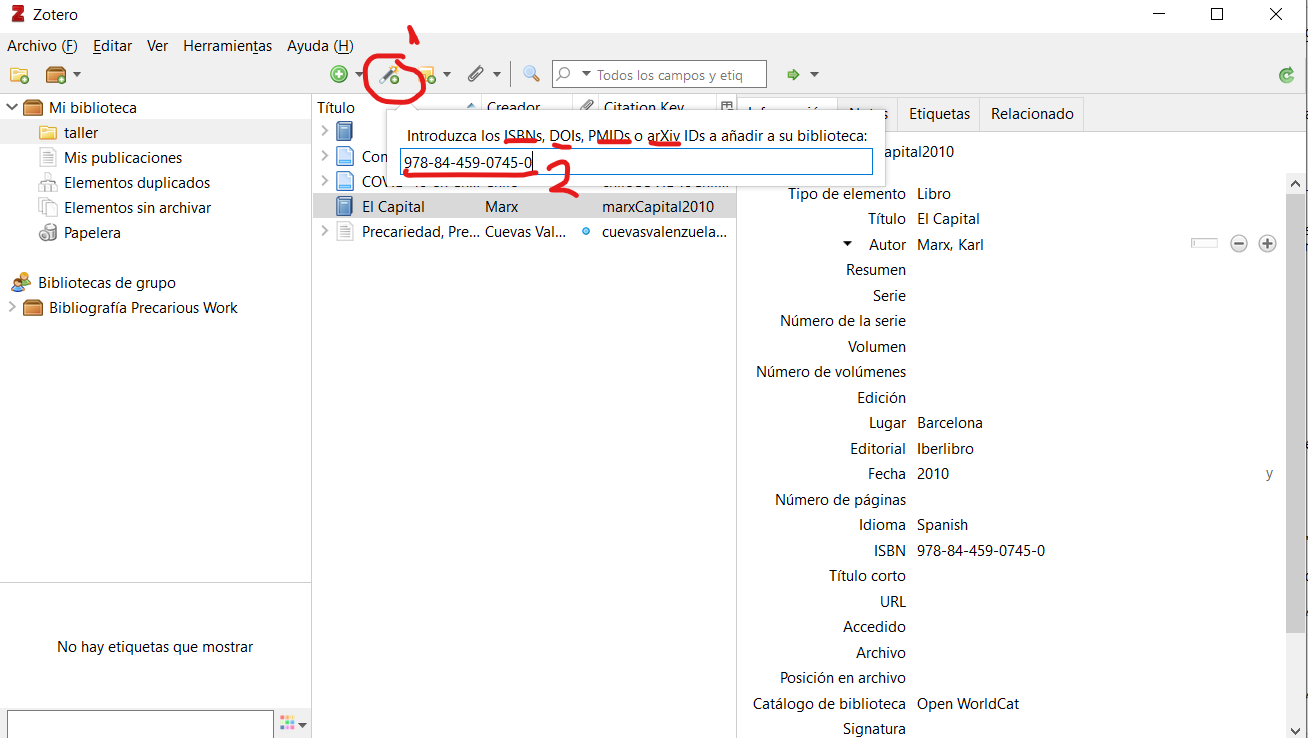 Zotero
Archivo (F) Editar Ver Herramientas Ayuda (H)
1
Todos los campos y etiq
Mi biblioteca
taller
Mis publicaciones
Elementos duplicados
Elementos sin archivar
Papelera
Bibliotecas de grupo
Bibliografía Precarious Work
No hay etiquetas que mostrar
Título Creador Citation Key
Introduzca los ISBNs, DOIs, PMIDs o arXiv IDs a añadir a su biblioteca:
978-84-459-0745-0
2
El Capital Marx marxCapital2010
Precariedad, Pre... Cuevas Val... cuevasvalenzuela...
Etiquetas Relacionado
apital2010
Tipo de elemento Libro
Título El Capital
Autor Marx, Karl
Resumen
Serie
Número de la serie
Volumen
Número de volúmenes
Edición
Lugar Barcelona
Editorial Iberlibro
Fecha 2010 y
Número de páginas
Idioma Spanish
ISBN 978-84-459-0745-0
Título corto
URL
Accedido
Archivo
Posición en archivo
Catálogo de biblioteca Open WorldCat
Signatura